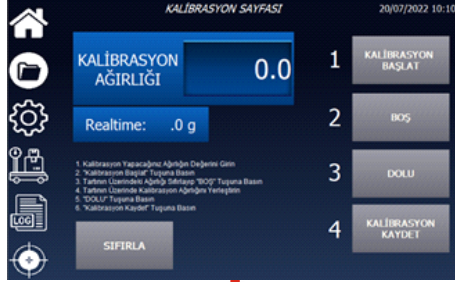 KALİBRASYON SAYFASI
20/07/2022 10:10
KALİBRASYON
AĞIRLIĞI
0.0
Realtime: .0 g
1. Kalibrasyon Yapacağınız Ağırlığın Değerini Girin
2. "Kalibrasyon Başlat" Tuşuna Basın
3. Tartının Üzerindeki Ağırlığı Sıfırlayıp "BOŞ" Tuşuna Basın
4. Tartının Üzerinde Kalibrasyon Ağırlığını Yerleştirin
5. "DOLU" Tuşuna Basın
6. "Kalibrasyon Kaydet" Tuşuna Basın
SIFIRLA
1
KALİBRASYON
BAŞLAT
2
BOŞ
3
DOLU
4
KALİBRASYON
KAYDET
LOG